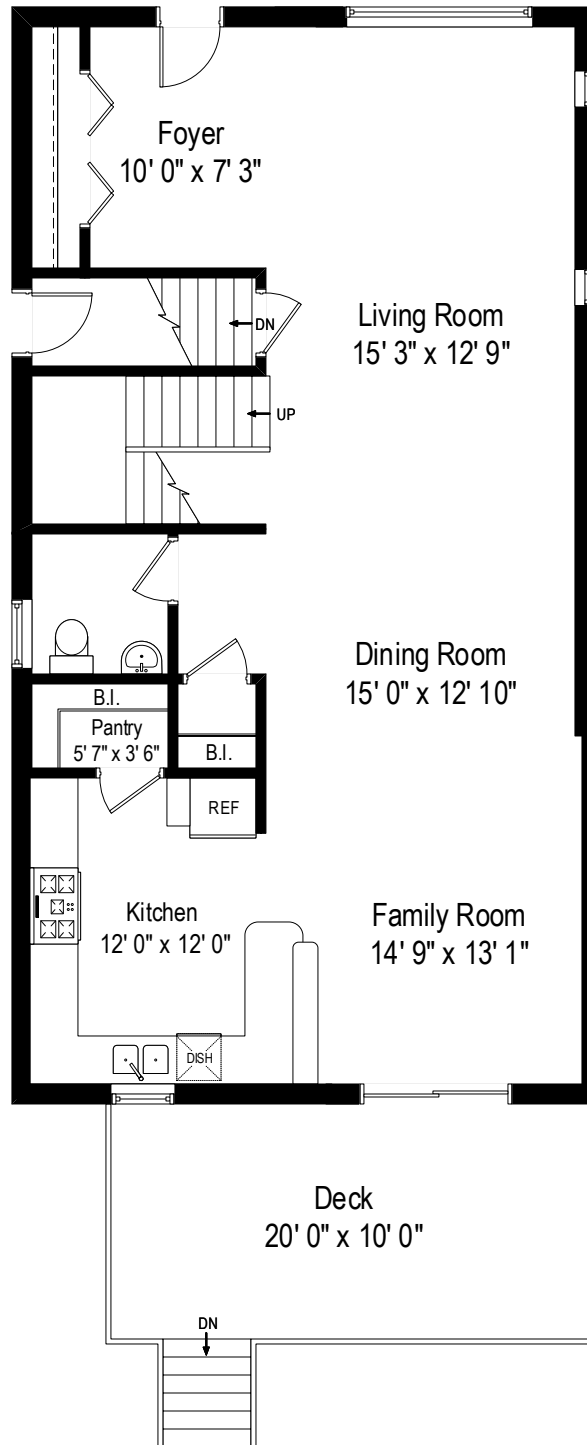 Foyer
10' 0" x 7' 3"
DN
Living Room
15' 3" x 12' 9"
UP
Dining Room
15' 0" x 12' 10"
B.I.
Pantry
5' 7" x 3' 6"
B.I.
REF
Kitchen
12' 0" x 12' 0"
Family Room
14' 9" x 13' 1"
DISH
Deck
20' 0" x 10' 0"
DN